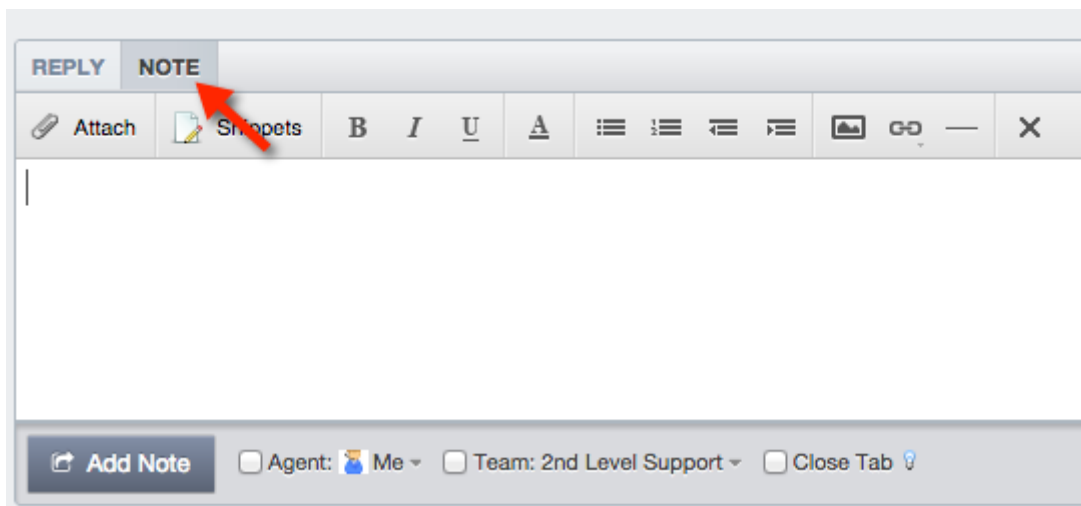 REPLY NOTE
Attach Snippets B I U A
Add Note Agent: Me Team: 2nd Level Support Close Tab